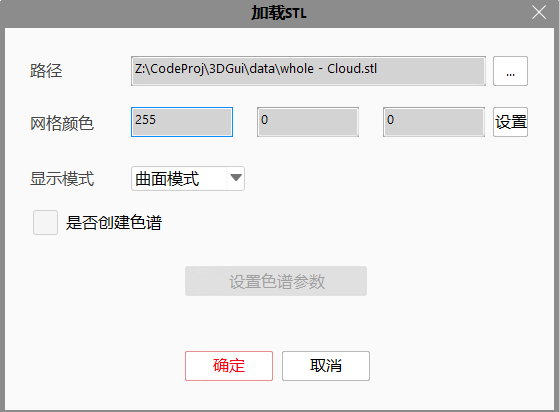 加载STL
路径 Z:\CodeProj\3DGui\data\whole - Cloud.stl ...
网格颜色 255 0 0 设置
显示模式 曲面模式
是否创建色谱
设置色谱参数
确定 取消